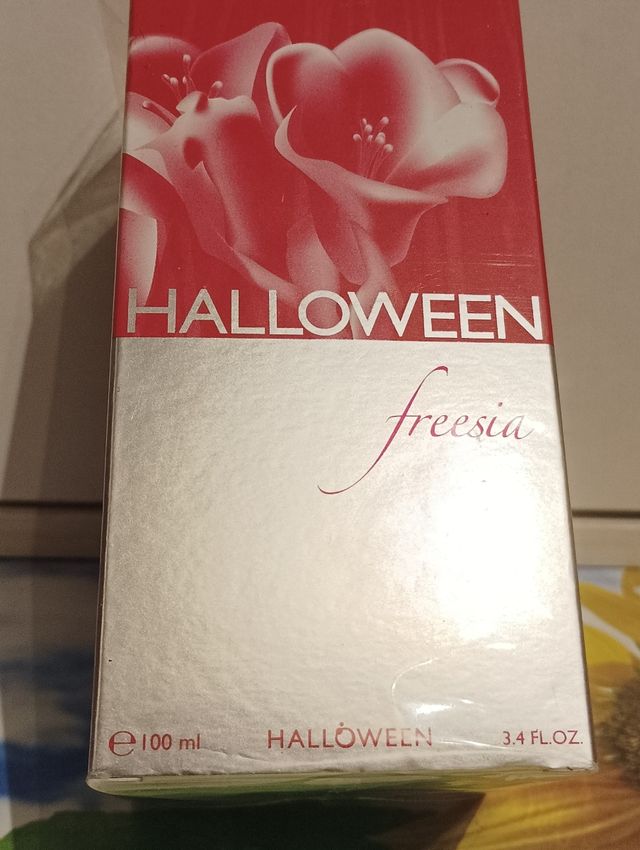 HALLOWEEN
freesia
℮100 ml HALLOWEEN 3.4 FL.OZ.